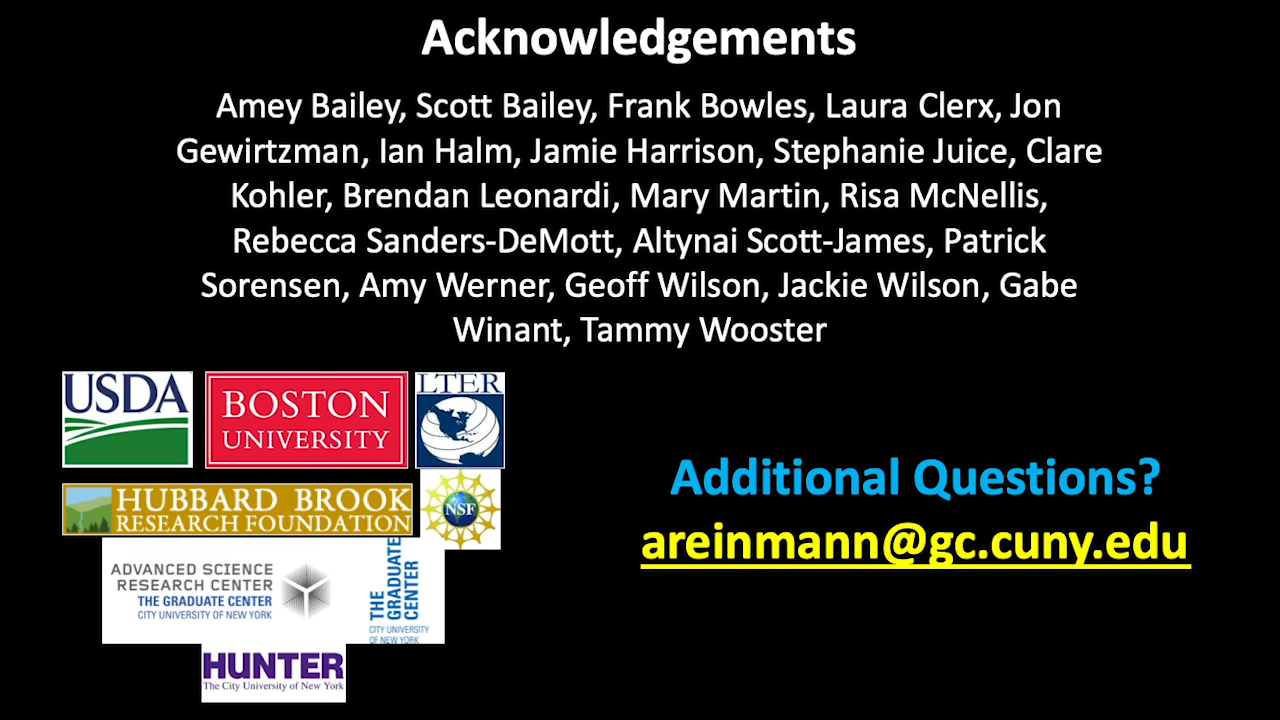 Acknowledgements
Amey Bailey, Scott Bailey, Frank Bowles, Laura Clerx, Jon
Gewirtzman, Ian Halm, Jamie Harrison, Stephanie Juice, Clare
Kohler, Brendan Leonardi, Mary Martin, Risa McNellis,
Rebecca Sanders-DeMott, Altynai Scott-James, Patrick
Sorensen, Amy Werner, Geoff Wilson, Jackie Wilson, Gabe
Winant, Tammy Wooster
USDA
BOSTON
UNIVERSITY
LTER
HUBBARD BROOK
RESEARCH FOUNDATION
NSF
ADVANCED SCIENCE
RESEARCH CENTER
THE GRADUATE CENTER
CITY UNIVERSITY OF NEW YORK
THE
GRADUATE
CENTER
CITY UNIVERSITY
OF NEW YORK
HUNTER
The City University of New York
Additional Questions?
areinmann@gc.cuny.edu